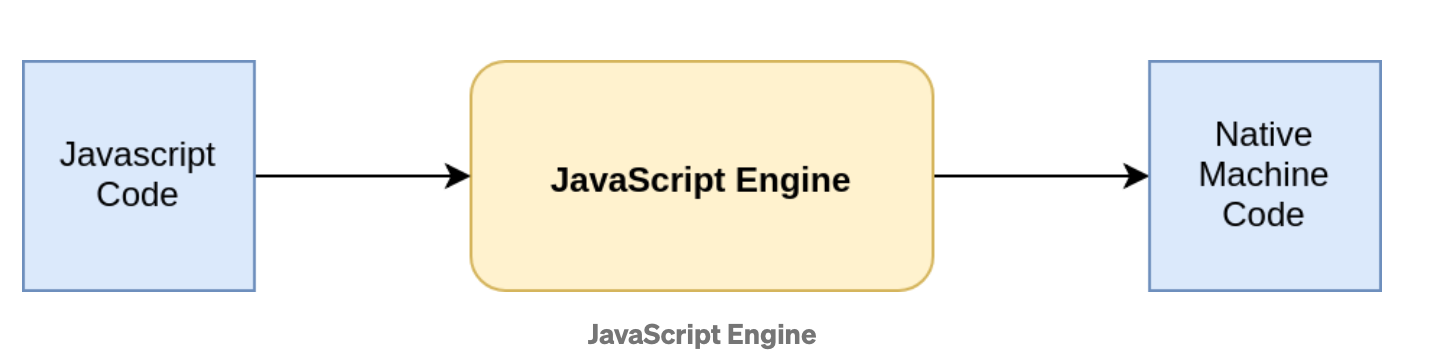 Javascript
Code
JavaScript Engine
Native
Machine
Code
JavaScript Engine